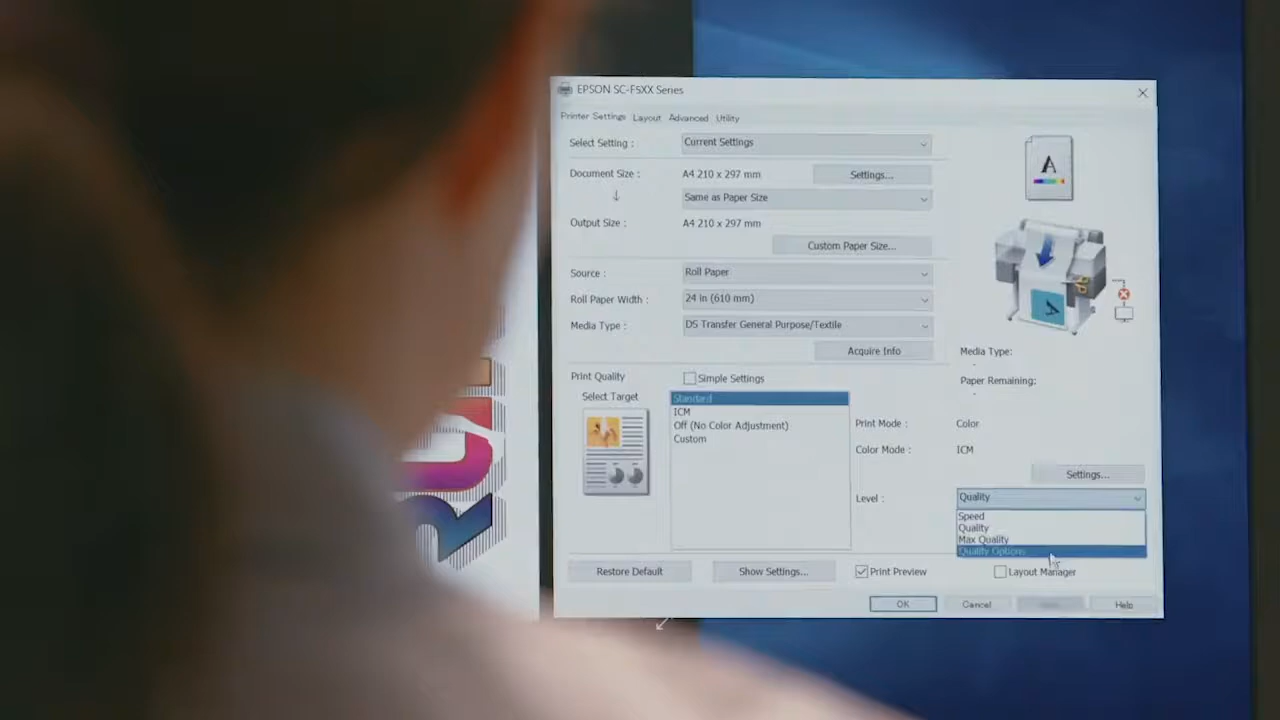 EPSON SC-F5XX Series
Printer Settings Layout Advanced Utility
Select Setting : Current Settings
Document Size : A4 210 x 297 mm Settings...
Same as Paper Size
Output Size : A4 210 x 297 mm
Custom Paper Size...
Source : Roll Paper
Roll Paper Width : 24 in (610 mm)
Media Type : DS Transfer General Purpose/Textile
Acquire Info
Media Type:
Paper Remaining:
Print Quality Simple Settings
Select Target
Standard
ICM
Off (No Color Adjustment)
Custom
Print Mode : Color
Color Mode : ICM
Settings...
Level : Quality
Speed
Quality
Max Quality
Quality Options
Restore Default Show Settings... Print Preview Layout Manager
OK Cancel Help
A